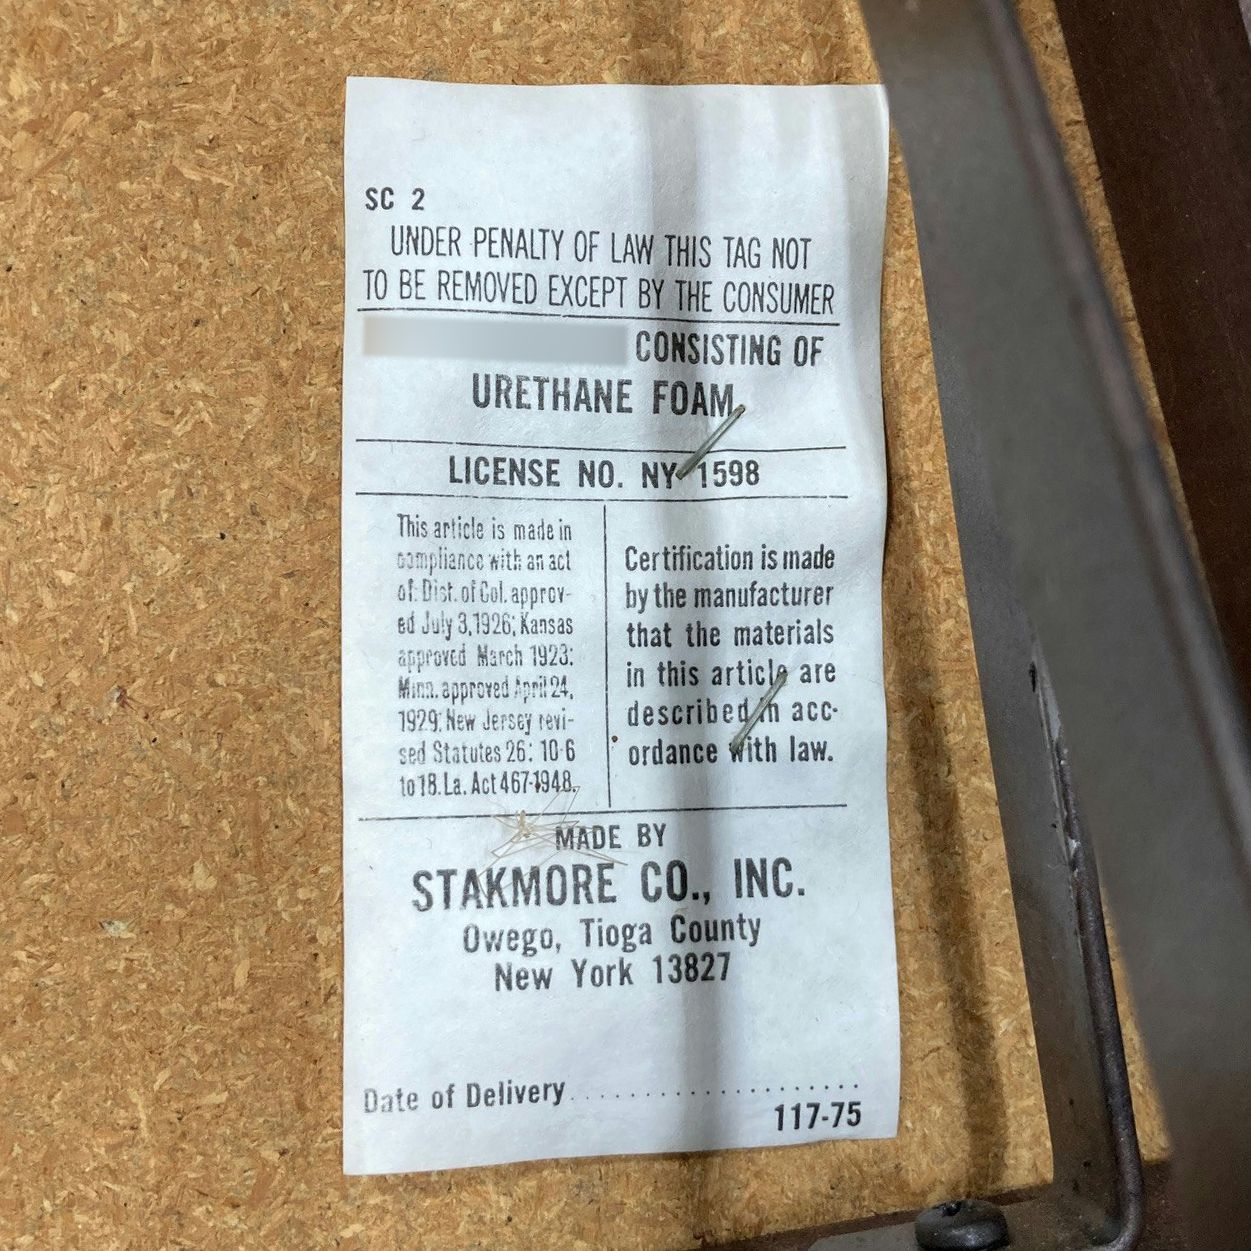 SC 2
UNDER PENALTY OF LAW THIS TAG NOT
TO BE REMOVED EXCEPT BY THE CONSUMER
CONSISTING OF
URETHANE FOAM
LICENSE NO. NY 1598
This article is made in
compliance with an act
of: Dist. of Col. approv-
ed July 3, 1926; Kansas
approved March 1923:
Minn. approved April 24,
1929; New Jersey revi-
sed Statutes 26: 10-6
to 18. La. Act 467-1948.
Certification is made
by the manufacturer
that the materials
in this article are
described in acc-
ordance with law.
MADE BY
STAKMORE CO., INC.
Owego, Tioga County
New York 13827
Date of Delivery
117-75